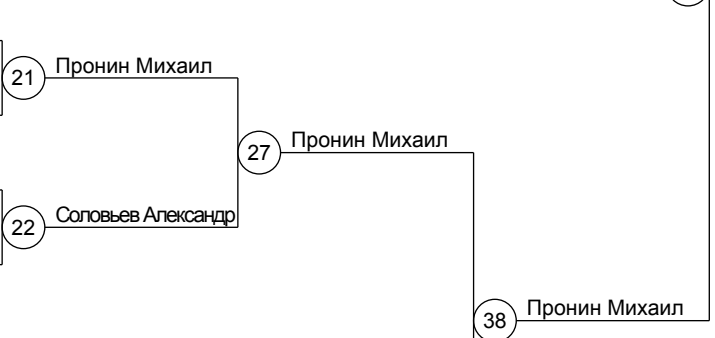 Пронин Михаил
21
Пронин Михаил
27
Соловьев Александр
22
Пронин Михаил
38